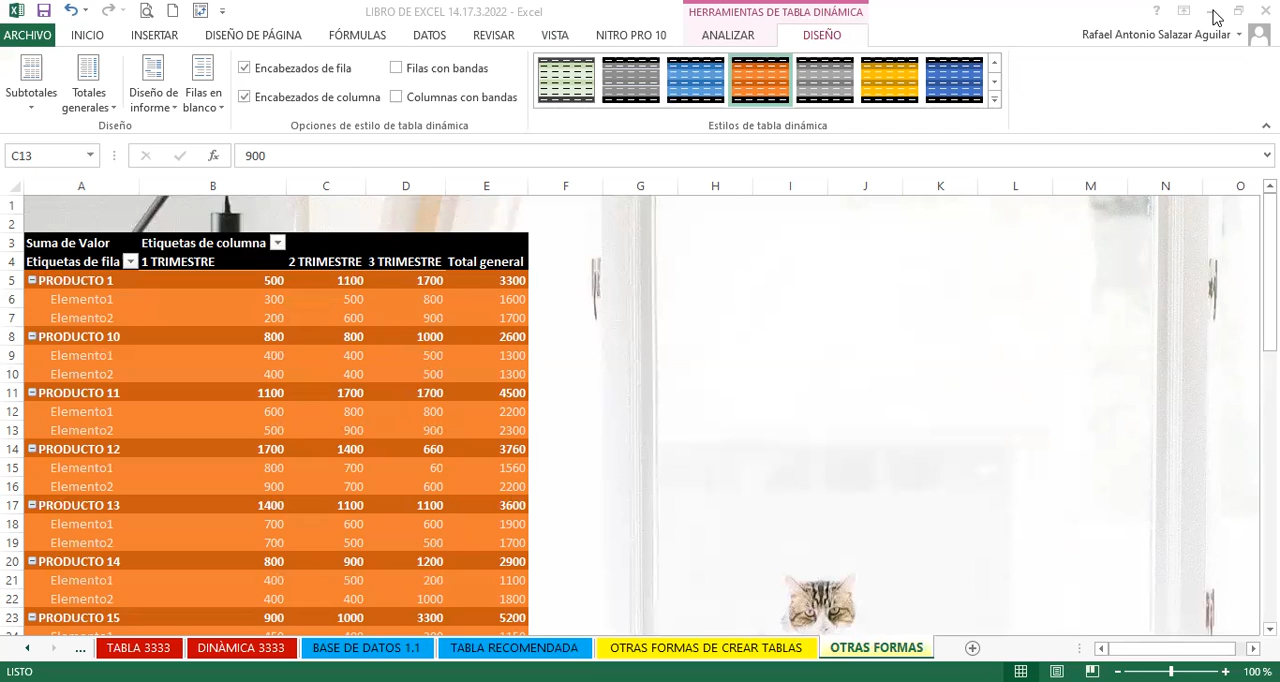 LIBRO DE EXCEL 14.17.3.2022 - Excel
HERRAMIENTAS DE TABLA DINÁMICA
?
ARCHIVO INICIO INSERTAR DISEÑO DE PÁGINA FÓRMULAS DATOS REVISAR VISTA NITRO PRO 10 ANALIZAR DISEÑO Rafael Antonio Salazar Aguilar
Subtotales
Totales generales
Diseño de informe
Filas en blanco
Diseño
Encabezados de fila Filas con bandas
Encabezados de columna Columnas con bandas
Opciones de estilo de tabla dinámica
Estilos de tabla dinámica
C13 fx 900
A B C D E F G H I J K L M N O
1
2
3 Suma de Valor Etiquetas de columna
4 Etiquetas de fila 1 TRIMESTRE 2 TRIMESTRE 3 TRIMESTRE Total general
5 PRODUCTO 1 500 1100 1700 3300
6 Elemento1 300 500 800 1600
7 Elemento2 200 600 900 1700
8 PRODUCTO 10 800 800 1000 2600
9 Elemento1 400 400 500 1300
10 Elemento2 400 400 500 1300
11 PRODUCTO 11 1100 1700 1700 4500
12 Elemento1 600 800 800 2200
13 Elemento2 500 900 900 2300
14 PRODUCTO 12 1700 1400 660 3760
15 Elemento1 800 700 60 1560
16 Elemento2 900 700 600 2200
17 PRODUCTO 13 1400 1100 1100 3600
18 Elemento1 700 600 600 1900
19 Elemento2 700 500 500 1700
20 PRODUCTO 14 800 900 1200 2900
21 Elemento1 400 500 200 1100
22 Elemento2 400 400 1000 1800
23 PRODUCTO 15 900 1000 3300 5200
... TABLA 3333 DINÀMICA 3333 BASE DE DATOS 1.1 TABLA RECOMENDADA OTRAS FORMAS DE CREAR TABLAS OTRAS FORMAS
LISTO 100 %